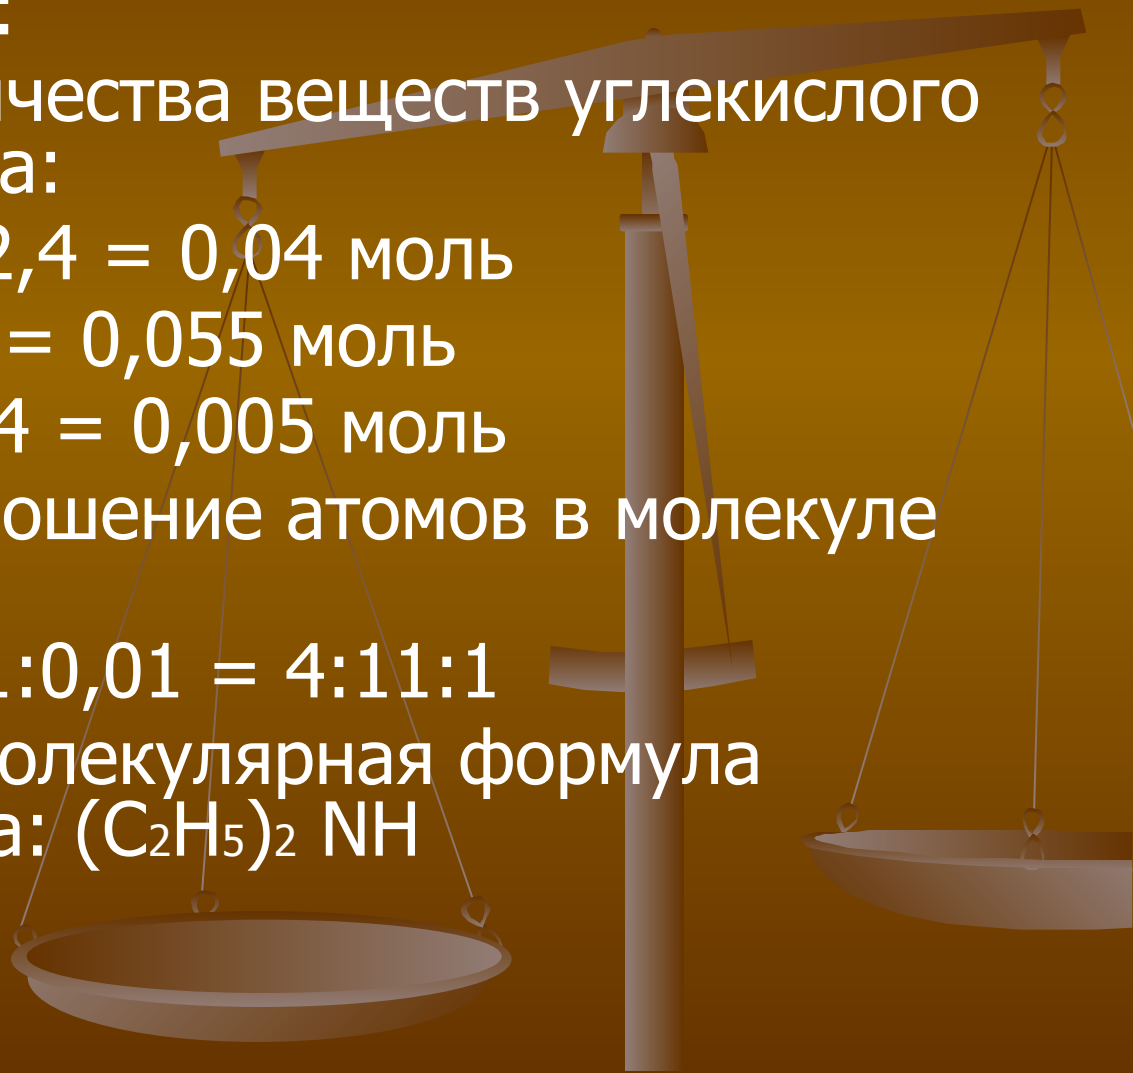 :
ичества веществ углекислого
а:
2,4 = 0,04 моль
= 0,055 моль
4 = 0,005 моль
ошение атомов в молекуле
1:0,01 = 4:11:1
олекулярная формула
а: (C₂H₅)₂ NH